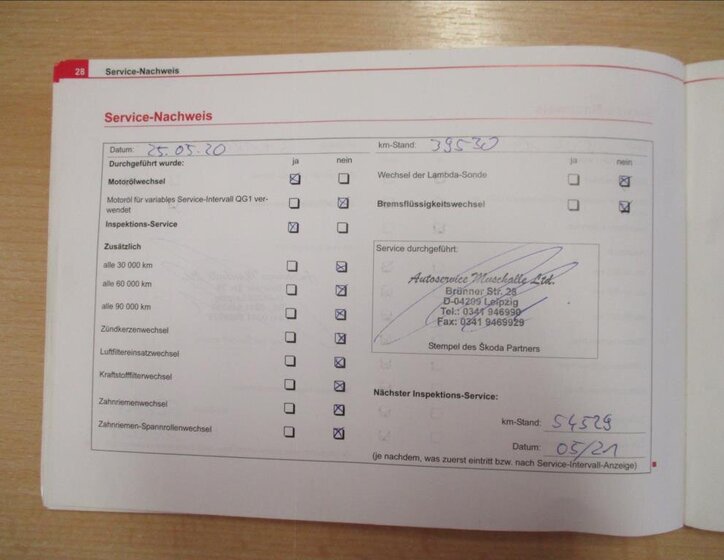 28 Service-Nachweis
Service-Nachweis
Datum: 25.05.20 km-Stand: 39530
Durchgeführt wurde: ja nein ja nein
Motorölwechsel Wechsel der Lambda-Sonde
Motoröl für variables Service-Intervall QG1 ver-
wendet Bremsflüssigkeitswechsel
Inspektions-Service
Zusätzlich
alle 30 000 km
alle 60 000 km
alle 90 000 km
Zündkerzenwechsel
Luftfiltereinsatzwechsel
Kraftstofffilterwechsel
Zahnriemenwechsel
Zahnriemen-Spannrollenwechsel
Service durchgeführt:
Autoservice Muschalle Ltd.
Brünner Str. 28
D-04209 Leipzig
Tel.: 0341 946990
Fax: 0341 9469929
Stempel des Škoda Partners
Nächster Inspektions-Service:
km-Stand: 54529
Datum: 05/21
(je nachdem, was zuerst eintritt bzw. nach Service-Intervall-Anzeige)